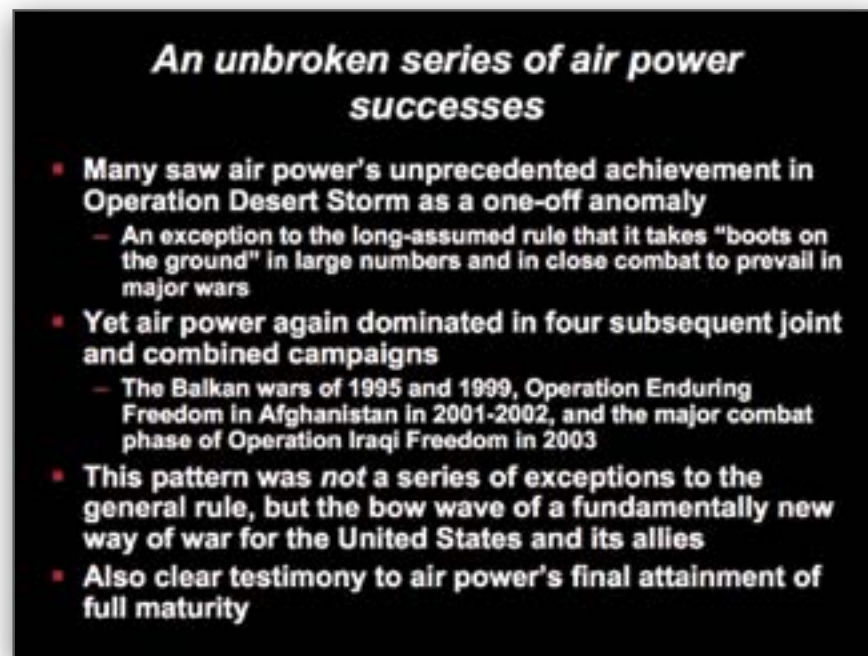 An unbroken series of air power
successes
▪ Many saw air power's unprecedented achievement in
Operation Desert Storm as a one-off anomaly
– An exception to the long-assumed rule that it takes "boots on
the ground" in large numbers and in close combat to prevail in
major wars
▪ Yet air power again dominated in four subsequent joint
and combined campaigns
– The Balkan wars of 1995 and 1999, Operation Enduring
Freedom in Afghanistan in 2001-2002, and the major combat
phase of Operation Iraqi Freedom in 2003
▪ This pattern was not a series of exceptions to the
general rule, but the bow wave of a fundamentally new
way of war for the United States and its allies
▪ Also clear testimony to air power's final attainment of
full maturity